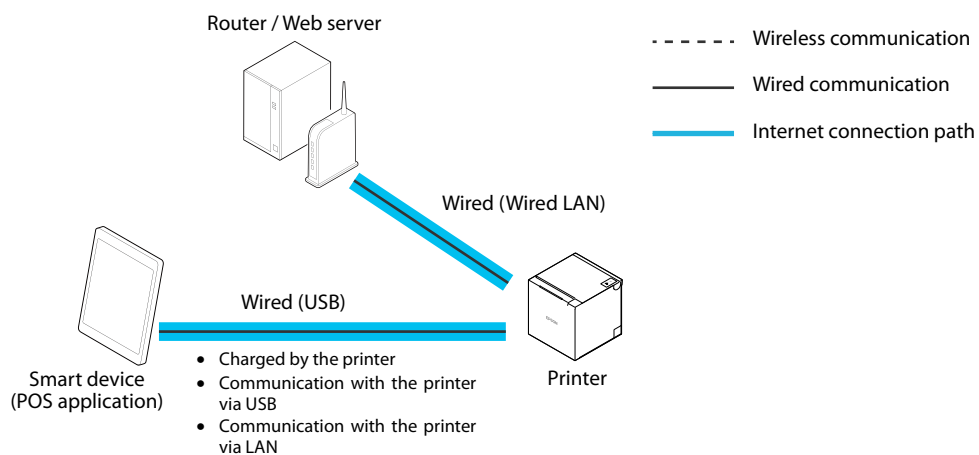 Router / Web server
Wireless communication
Wired communication
Internet connection path
Wired (Wired LAN)
Wired (USB)
• Charged by the printer
• Communication with the printer
via USB
• Communication with the printer
via LAN
Smart device
(POS application)
EPSON
Printer